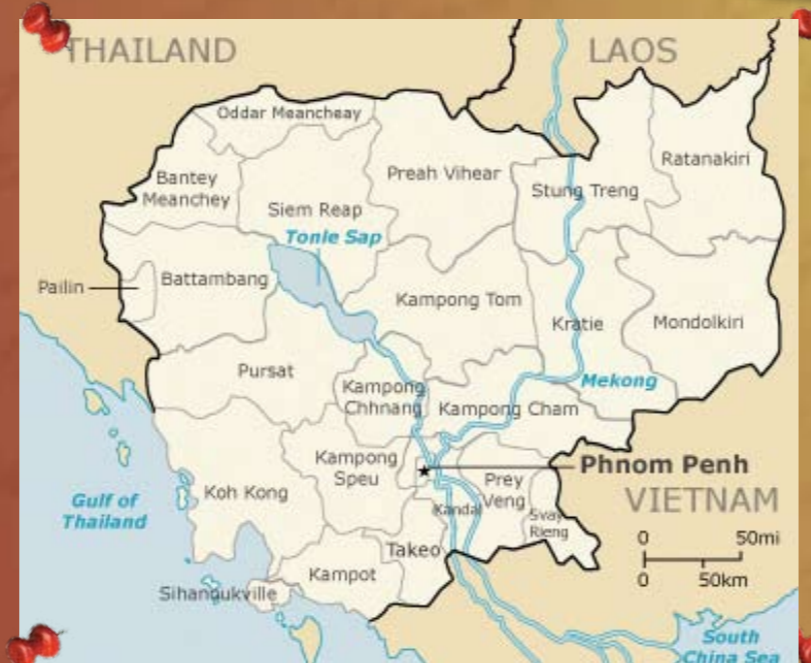 THAILAND
LAOS
Oddar Meancheay
Ratanakiri
Preah Vihear
Bantey
Meanchey
Stung Treng
Siem Reap
Tonle Sap
Battambang
Pailin
Kampong Tom
Kratie
Mondolkiri
Pursat
Kampong
Chhnang
Mekong
Kampong Cham
Kampong
Speu
Phnom Penh
Prey
Veng
Koh Kong
Gulf of
Thailand
VIETNAM
Kandal
Svay
Rieng
0 50mi
0 50km
Takeo
Kampot
Sihanoukville
South
China Sea